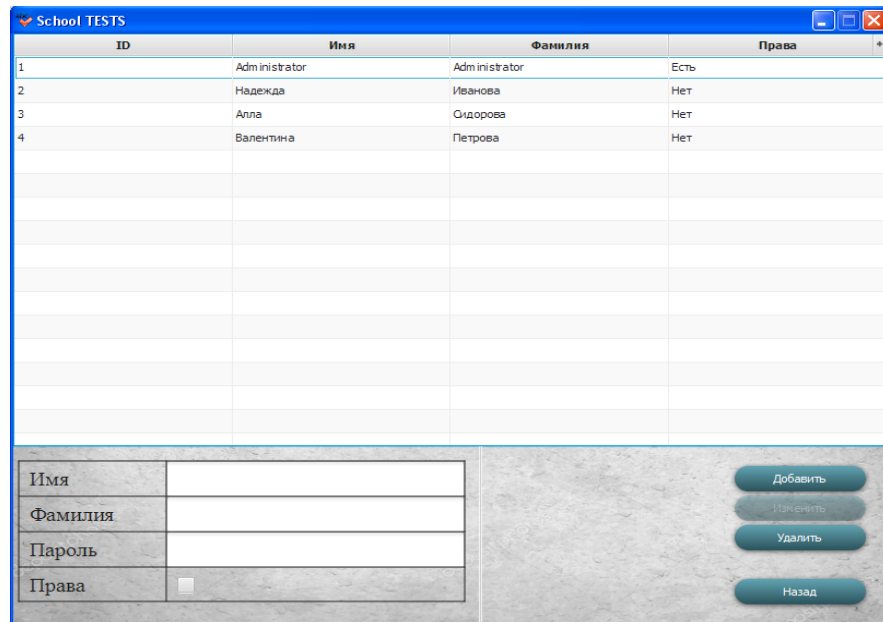 School TESTS
ID Имя Фамилия Права +
1 Administrator Administrator Есть
2 Надежда Иванова Нет
3 Алла Сидорова Нет
4 Валентина Петрова Нет
Имя
Фамилия
Пароль
Права
Добавить
Изменить
Удалить
Назад